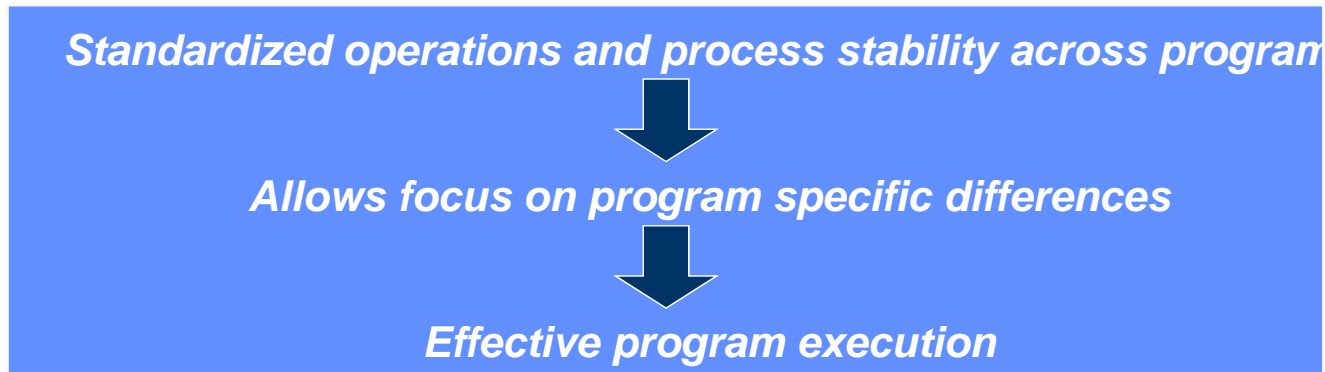 Standardized operations and process stability across program
Allows focus on program specific differences
Effective program execution